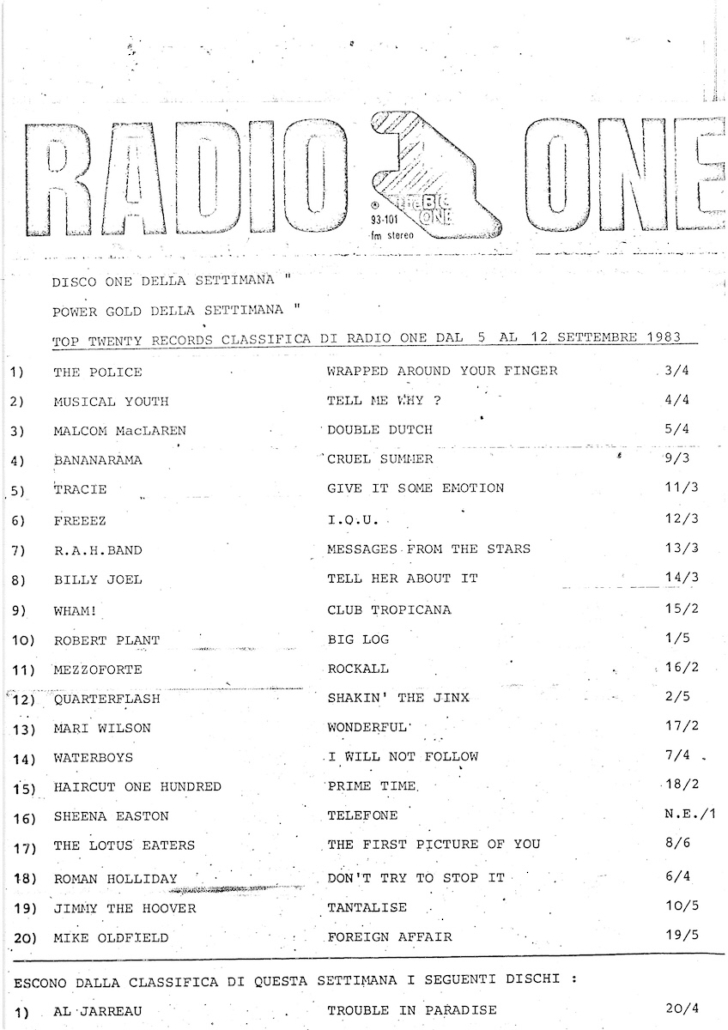 RADIO ONE
THE BIG ONE
93-101
fm stereo
DISCO ONE DELLA SETTIMANA "
POWER GOLD DELLA SETTIMANA "
TOP TWENTY RECORDS CLASSIFICA DI RADIO ONE DAL 5 AL 12 SETTEMBRE 1983
1) THE POLICE WRAPPED AROUND YOUR FINGER 3/4
2) MUSICAL YOUTH TELL ME WHY ? 4/4
3) MALCOM MacLAREN DOUBLE DUTCH 5/4
4) BANANARAMA CRUEL SUMMER 9/3
5) TRACIE GIVE IT SOME EMOTION 11/3
6) FREEEZ I.O.U. 12/3
7) R.A.H.BAND MESSAGES FROM THE STARS 13/3
8) BILLY JOEL TELL HER ABOUT IT 14/3
9) WHAM! CLUB TROPICANA 15/2
10) ROBERT PLANT BIG LOG 1/5
11) MEZZOFORTE ROCKALL 16/2
12) QUARTERFLASH SHAKIN' THE JINX 2/5
13) MARI WILSON WONDERFUL 17/2
14) WATERBOYS I WILL NOT FOLLOW 7/4
15) HAIRCUT ONE HUNDRED PRIME TIME 18/2
16) SHEENA EASTON TELEFONE N.E./1
17) THE LOTUS EATERS THE FIRST PICTURE OF YOU 8/6
18) ROMAN HOLLIDAY DON'T TRY TO STOP IT 6/4
19) JIMMY THE HOOVER TANTALISE 10/5
20) MIKE OLDFIELD FOREIGN AFFAIR 19/5
ESCONO DALLA CLASSIFICA DI QUESTA SETTIMANA I SEGUENTI DISCHI :
1) AL JARREAU TROUBLE IN PARADISE 20/4